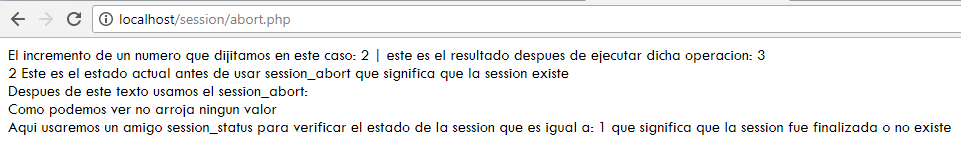 localhost/session/abort.php
El incremento de un numero que dijitamos en este caso: 2 | este es el resultado despues de ejecutar dicha operacion: 3
2 Este es el estado actual antes de usar session_abort que significa que la session existe
Despues de este texto usamos el session_abort:
Como podemos ver no arroja ningun valor
Aqui usaremos un amigo session_status para verificar el estado de la session que es igual a: 1 que significa que la session fue finalizada o no existe